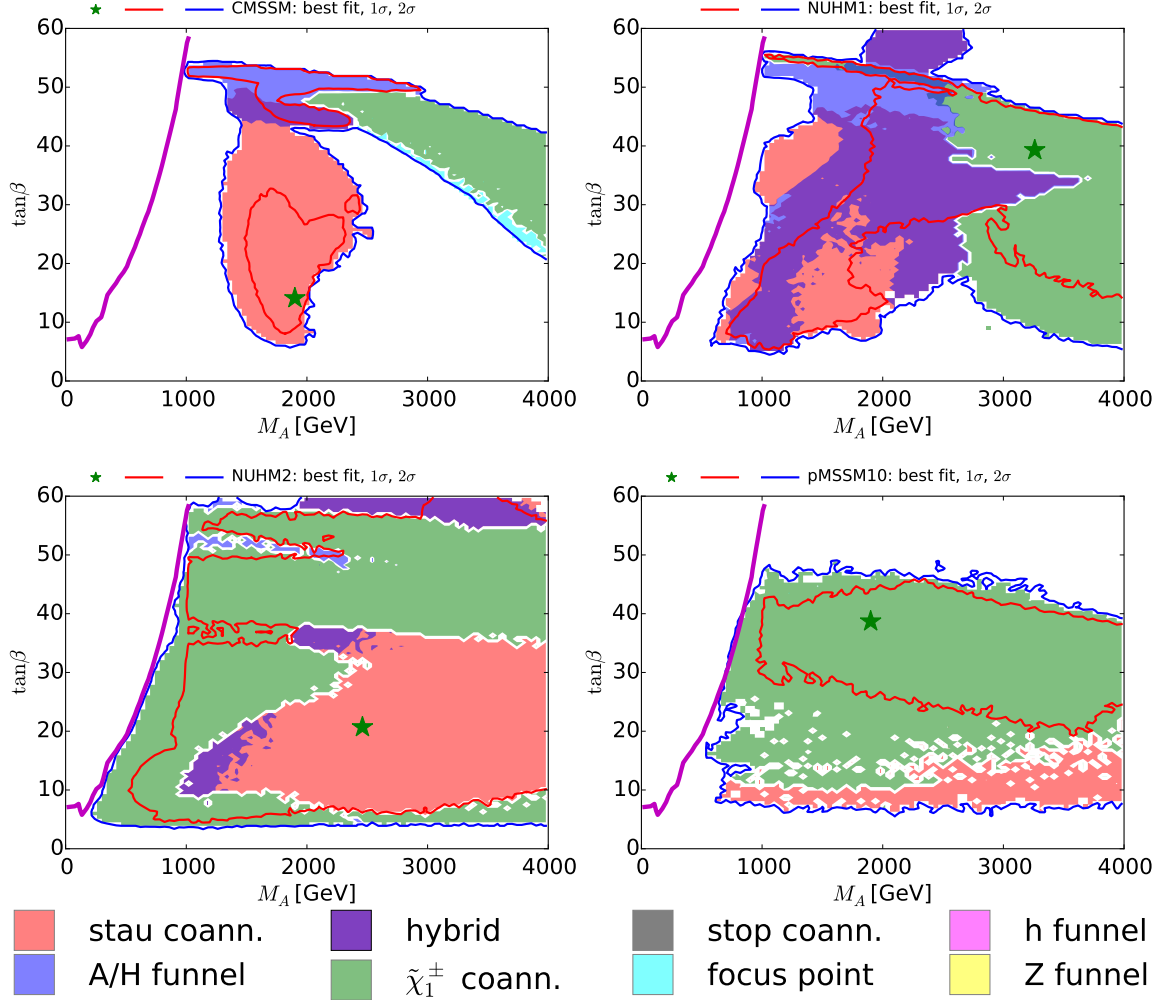 CMSSM: best fit, 1σ, 2σ
60
50
40
30
20
10
0
tanβ
0 1000 2000 3000 4000
M_A [GeV]
NUHM1: best fit, 1σ, 2σ
60
50
40
30
20
10
0
tanβ
0 1000 2000 3000 4000
M_A [GeV]
NUHM2: best fit, 1σ, 2σ
60
50
40
30
20
10
0
tanβ
0 1000 2000 3000 4000
M_A [GeV]
pMSSM10: best fit, 1σ, 2σ
60
50
40
30
20
10
0
tanβ
0 1000 2000 3000 4000
M_A [GeV]
stau coann. hybrid stop coann. h funnel
A/H funnel χ̃₁± coann. focus point Z funnel